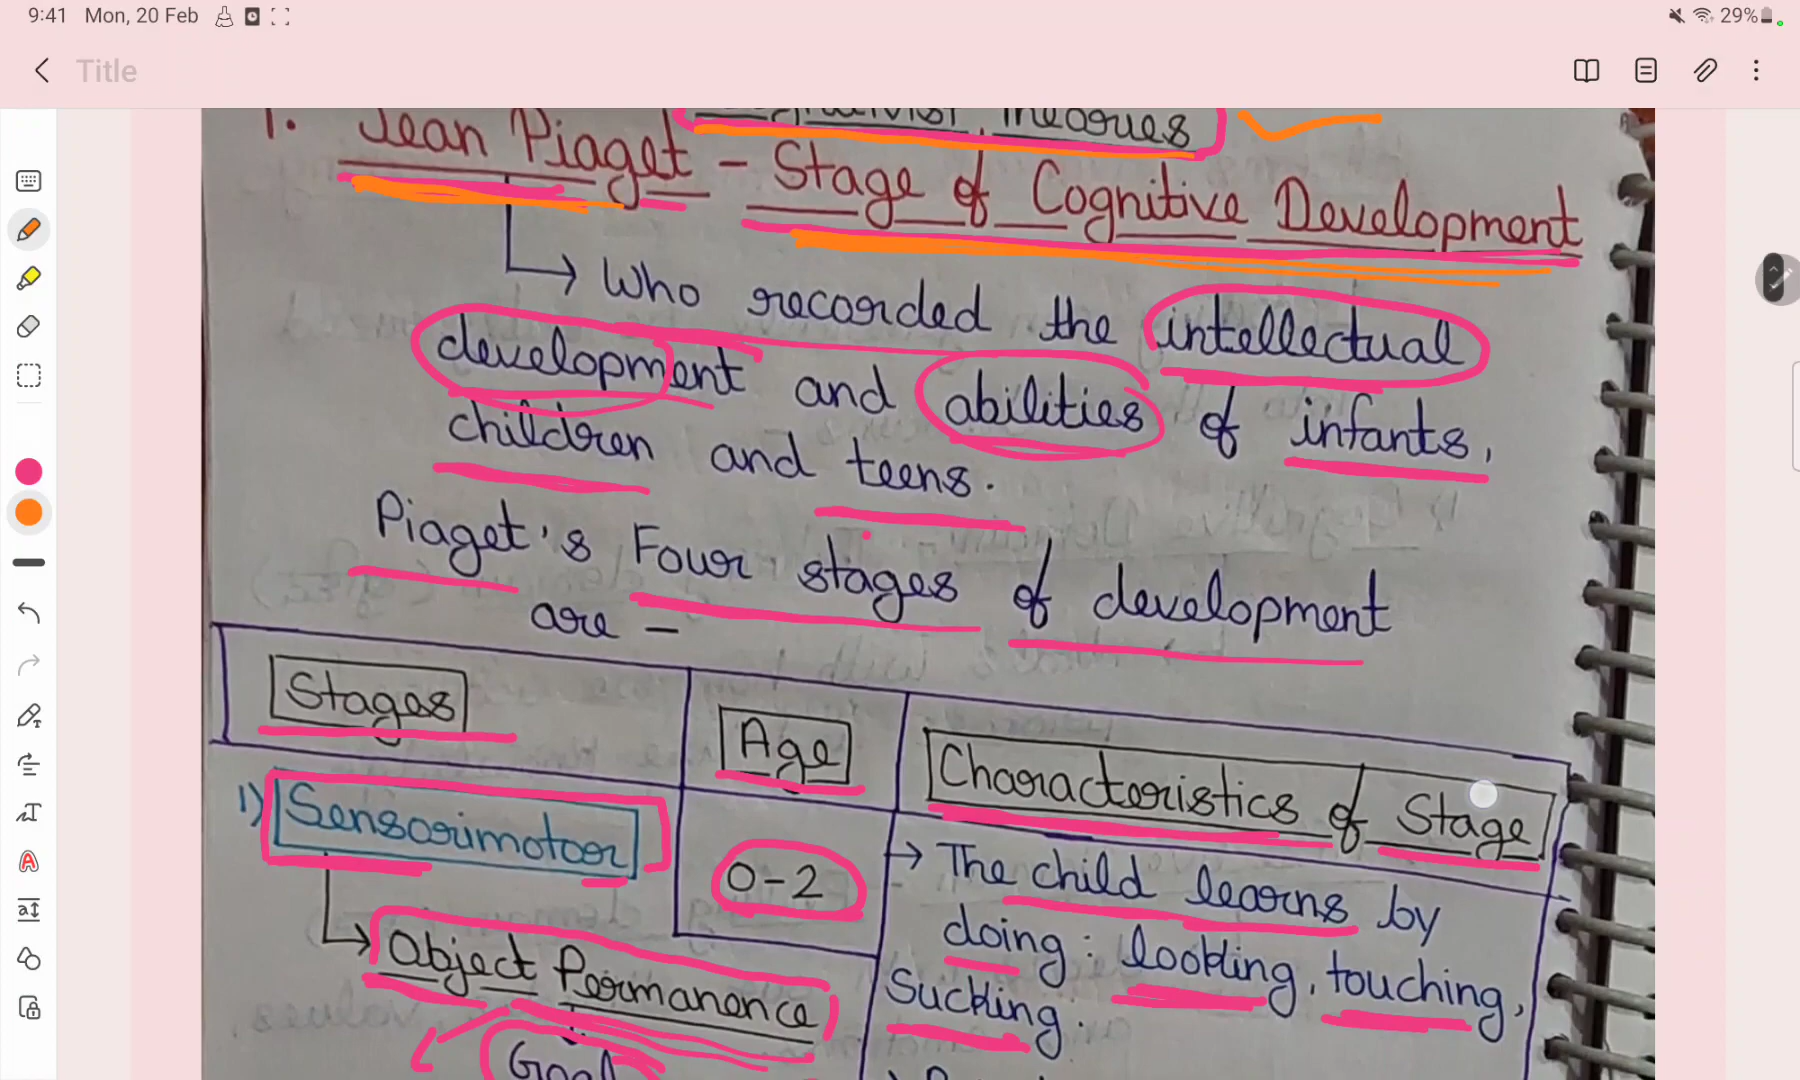 9:41 Mon, 20 Feb
29%
Title
Theories
1. Jean Piaget - Stage of Cognitive Development
→ Who recorded the intellectual
development and abilities of infants,
children and teens.
Piaget's Four stages of development
are -
Stages
Age
Characteristics of Stage
1) Sensorimotor
0-2
→ The child learns by
doing: looking, touching,
sucking.
→ Object Permanence
Goal